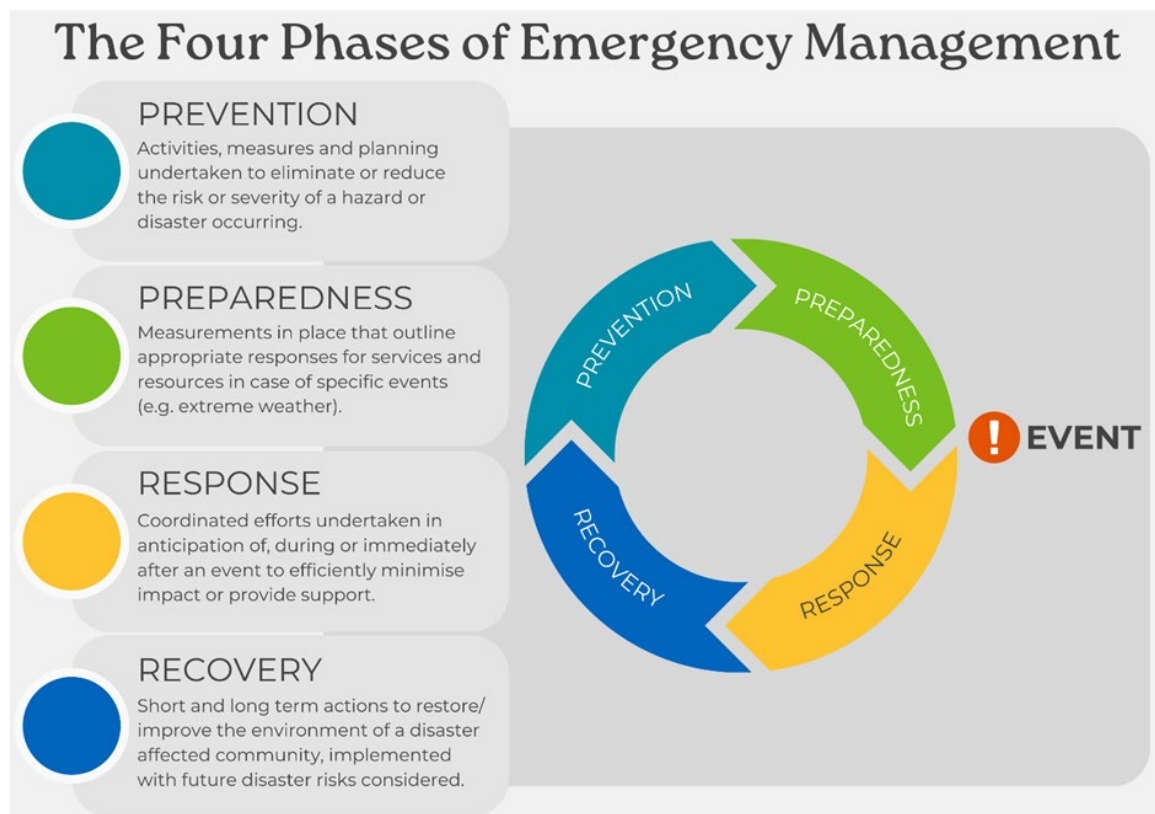 The Four Phases of Emergency Management
PREVENTION
Activities, measures and planning
undertaken to eliminate or reduce
the risk or severity of a hazard or
disaster occurring.
PREPAREDNESS
Measurements in place that outline
appropriate responses for services and
resources in case of specific events
(e.g. extreme weather).
RESPONSE
Coordinated efforts undertaken in
anticipation of, during or immediately
after an event to efficiently minimise
impact or provide support.
RECOVERY
Short and long term actions to restore/
improve the environment of a disaster
affected community, implemented
with future disaster risks considered.
PREVENTION
PREPAREDNESS
! EVENT
RESPONSE
RECOVERY